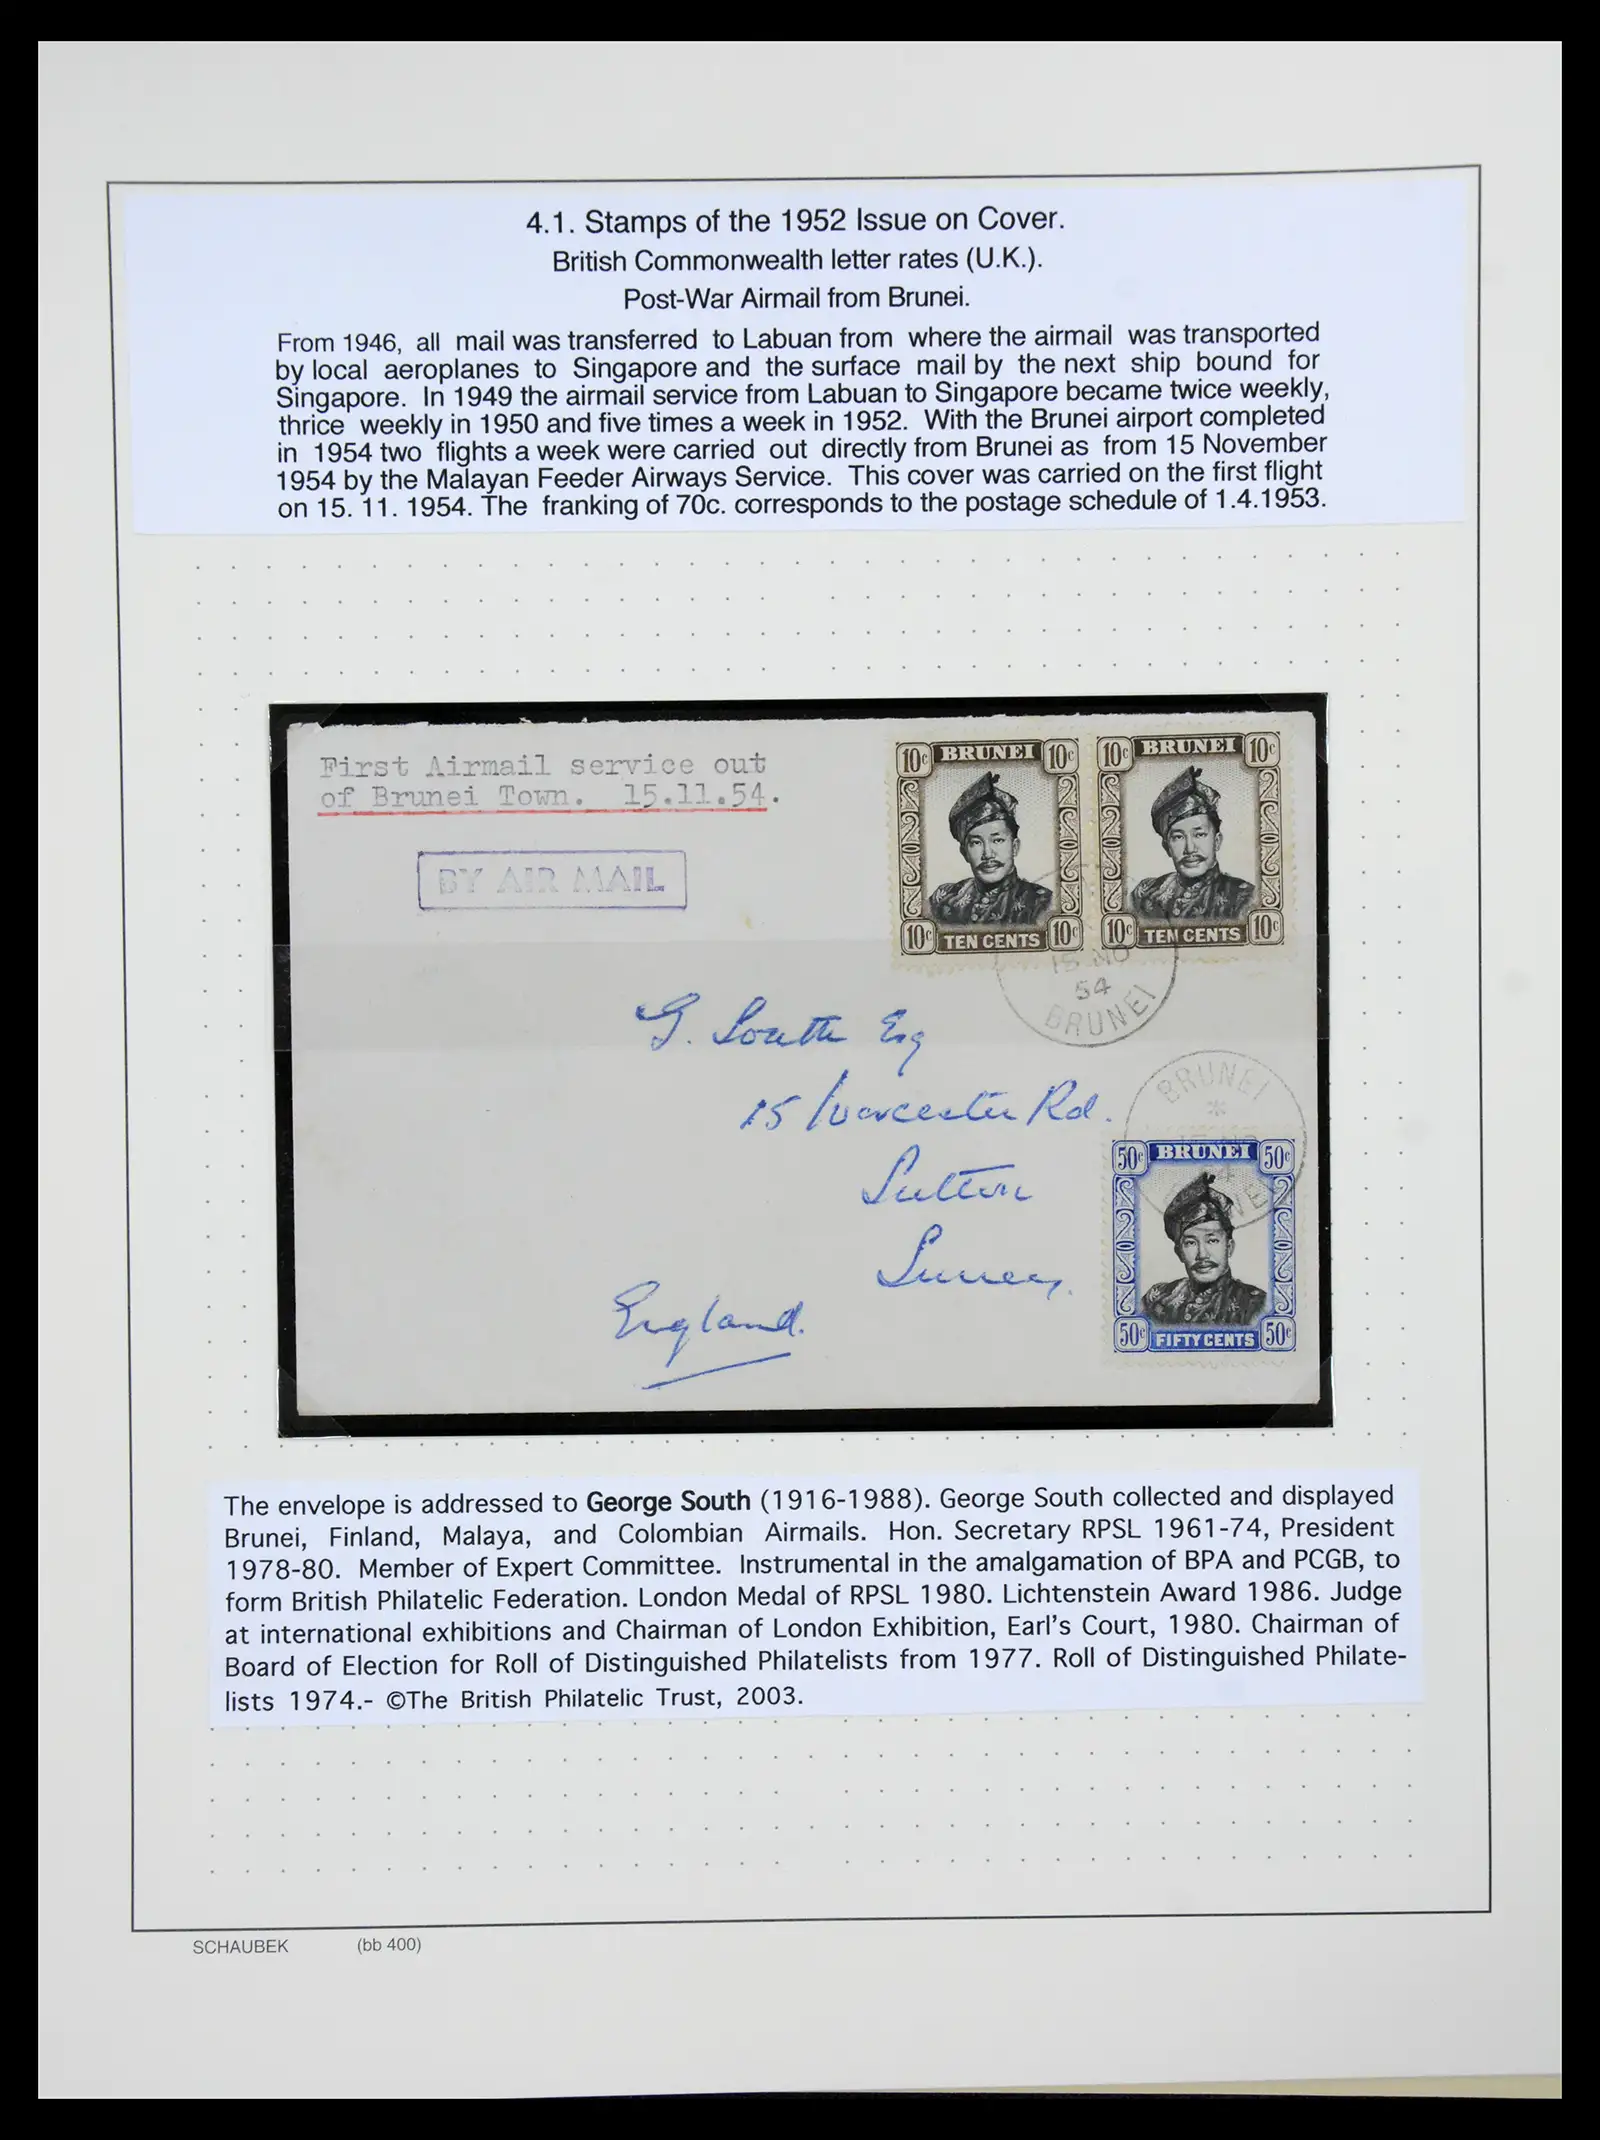 4.1. Stamps of the 1952 Issue on Cover.
British Commonwealth letter rates (U.K.).
Post-War Airmail from Brunei.
From 1946, all mail was transferred to Labuan from where the airmail was transported
by local aeroplanes to Singapore and the surface mail by the next ship bound for
Singapore. In 1949 the airmail service from Labuan to Singapore became twice weekly,
thrice weekly in 1950 and five times a week in 1952. With the Brunei airport completed
in 1954 two flights a week were carried out directly from Brunei as from 15 November
1954 by the Malayan Feeder Airways Service. This cover was carried on the first flight
on 15. 11. 1954. The franking of 70c. corresponds to the postage schedule of 1.4.1953.
First Airmail service out
of Brunei Town. 15.11.54.
BY AIR MAIL
10c BRUNEI 10c
10c TEN CENTS 10c
10c BRUNEI 10c
10c TEN CENTS 10c
15 NO
54
BRUNEI
G. South Esq
15 Worcester Rd.
Sutton
Surrey.
England.
BRUNEI
50c BRUNEI 50c
50c FIFTY CENTS 50c
The envelope is addressed to George South (1916-1988). George South collected and displayed
Brunei, Finland, Malaya, and Colombian Airmails. Hon. Secretary RPSL 1961-74, President
1978-80. Member of Expert Committee. Instrumental in the amalgamation of BPA and PCGB, to
form British Philatelic Federation. London Medal of RPSL 1980. Lichtenstein Award 1986. Judge
at international exhibitions and Chairman of London Exhibition, Earl's Court, 1980. Chairman of
Board of Election for Roll of Distinguished Philatelists from 1977. Roll of Distinguished Philate-
lists 1974.- ©The British Philatelic Trust, 2003.
SCHAUBEK (bb 400)